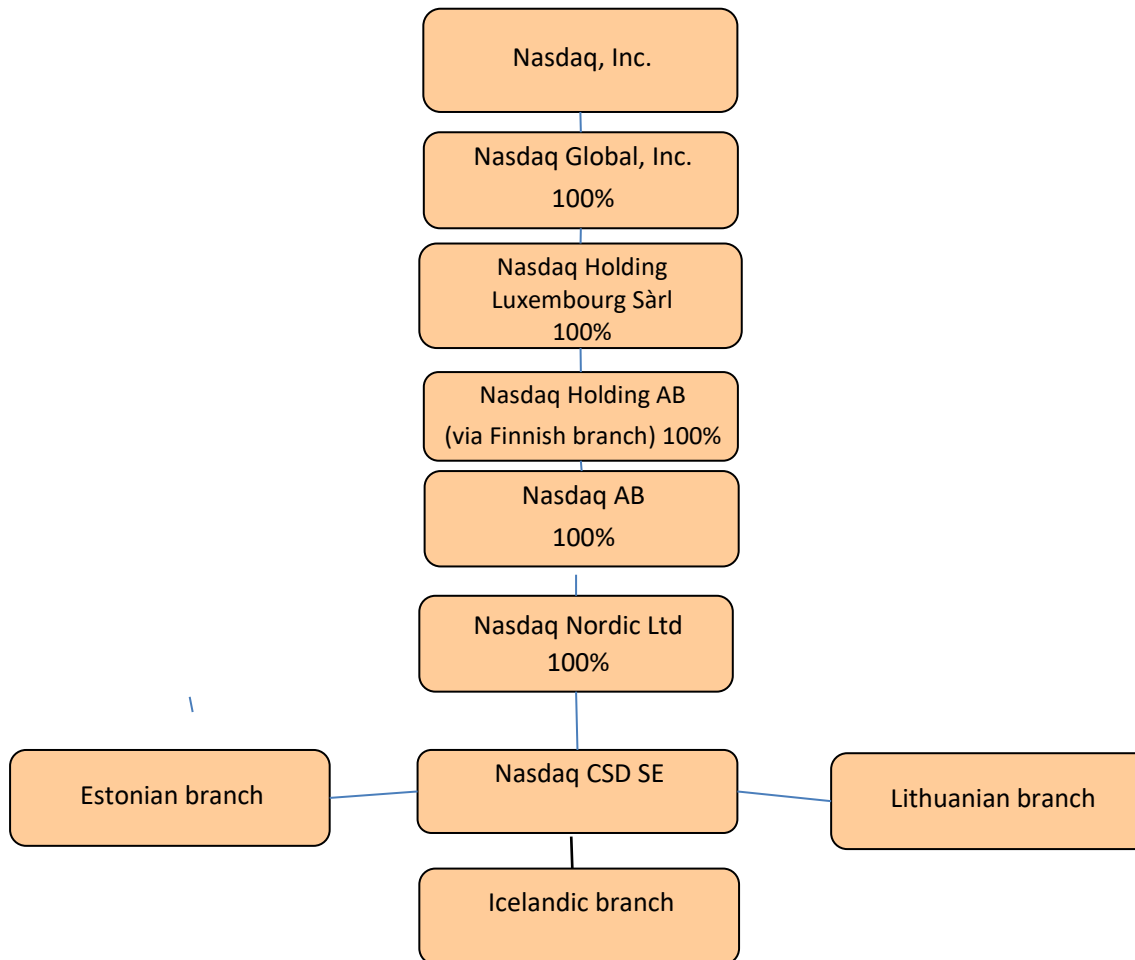 Nasdaq, Inc.
Nasdaq Global, Inc.
100%
Nasdaq Holding
Luxembourg Sàrl
100%
Nasdaq Holding AB
(via Finnish branch) 100%
Nasdaq AB
100%
Nasdaq Nordic Ltd
100%
Estonian branch
Nasdaq CSD SE
Lithuanian branch
Icelandic branch